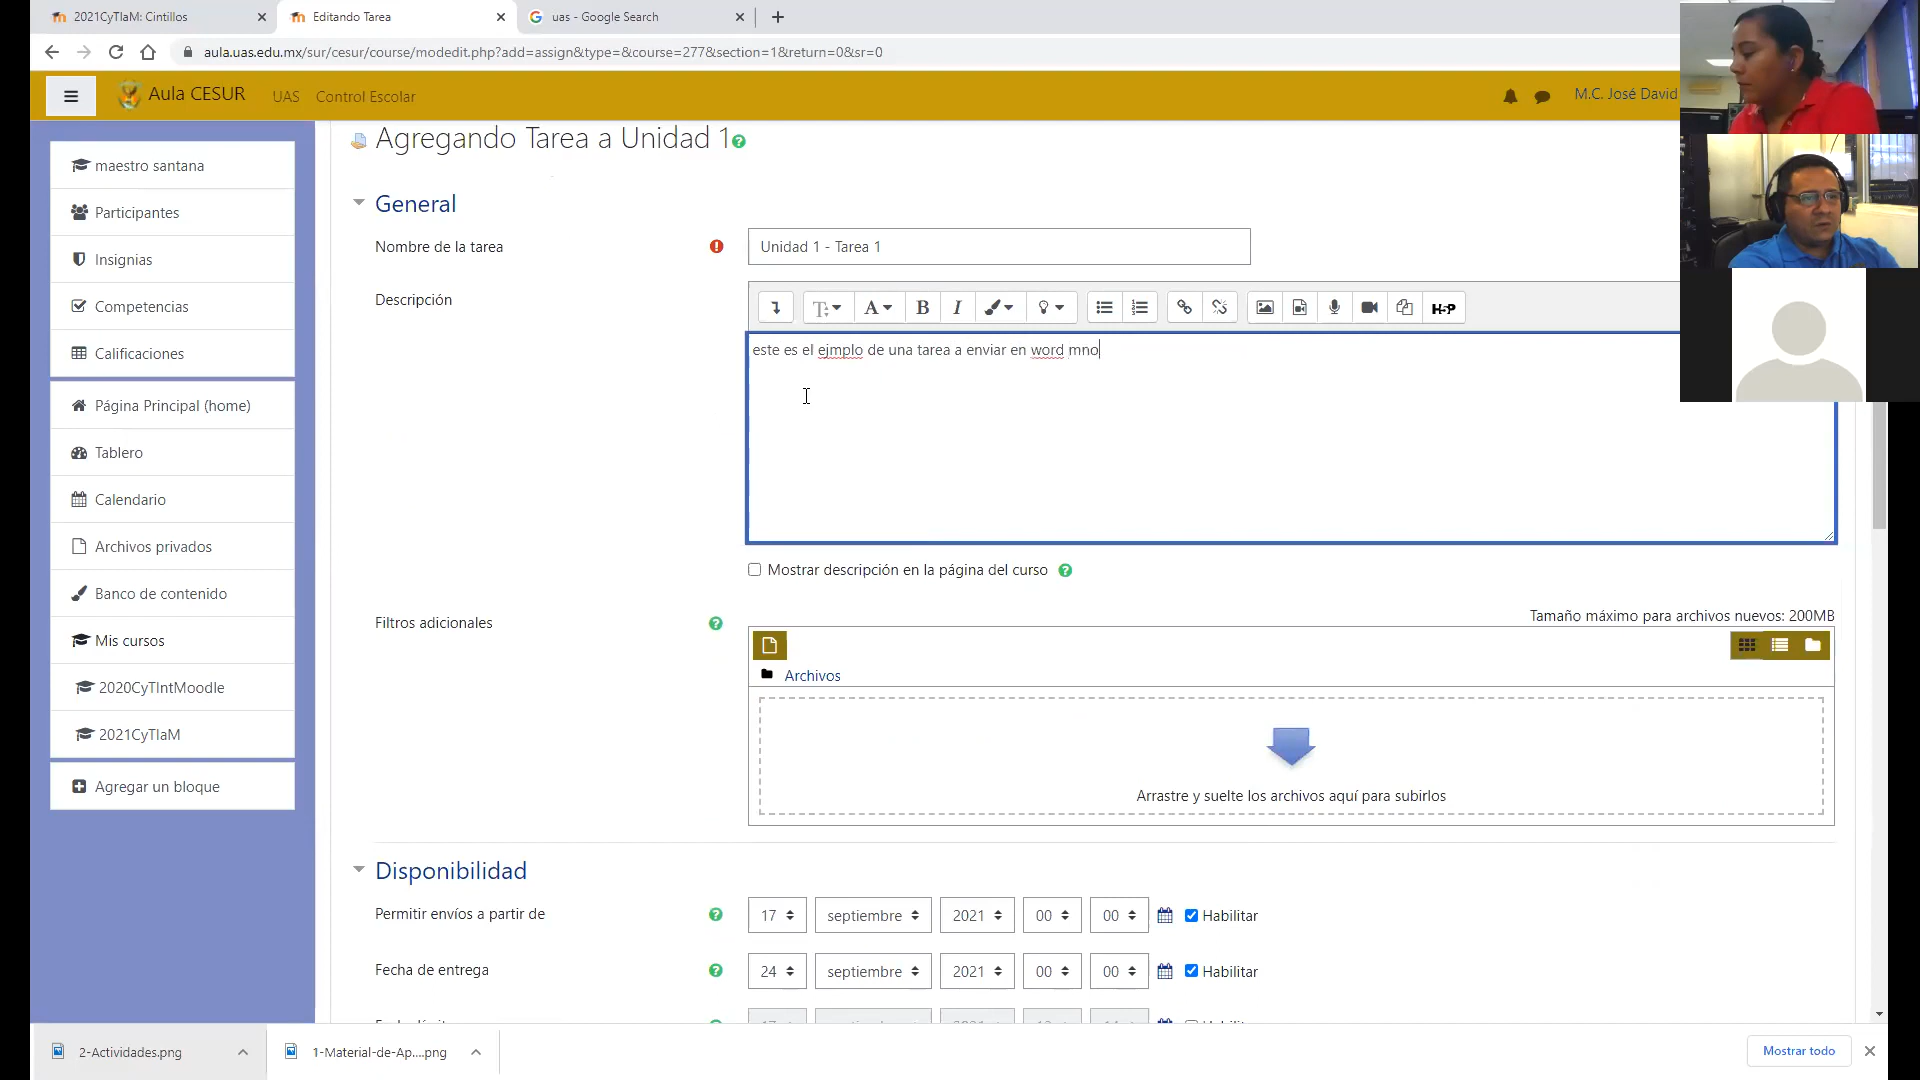 2021CyTIaM: Cintillos
Editando Tarea
uas - Google Search
aula.uas.edu.mx/sur/cesur/course/modedit.php?add=assign&type=&course=277&section=1&return=0&sr=0
Aula CESUR
UAS
Control Escolar
M.C. José David
maestro santana
Participantes
Insignias
Competencias
Calificaciones
Página Principal (home)
Tablero
Calendario
Archivos privados
Banco de contenido
Mis cursos
2020CyTIntMoodle
2021CyTIaM
Agregar un bloque
Agregando Tarea a Unidad 1
General
Nombre de la tarea
Unidad 1 - Tarea 1
Descripción
H-P
este es el ejmplo de una tarea a enviar en word mno
Mostrar descripción en la página del curso
Filtros adicionales
Tamaño máximo para archivos nuevos: 200MB
Archivos
Arrastre y suelte los archivos aquí para subirlos
Disponibilidad
Permitir envíos a partir de
17 septiembre 2021 00 00 Habilitar
Fecha de entrega
24 septiembre 2021 00 00 Habilitar
2-Actividades.png
1-Material-de-Ap....png
Mostrar todo